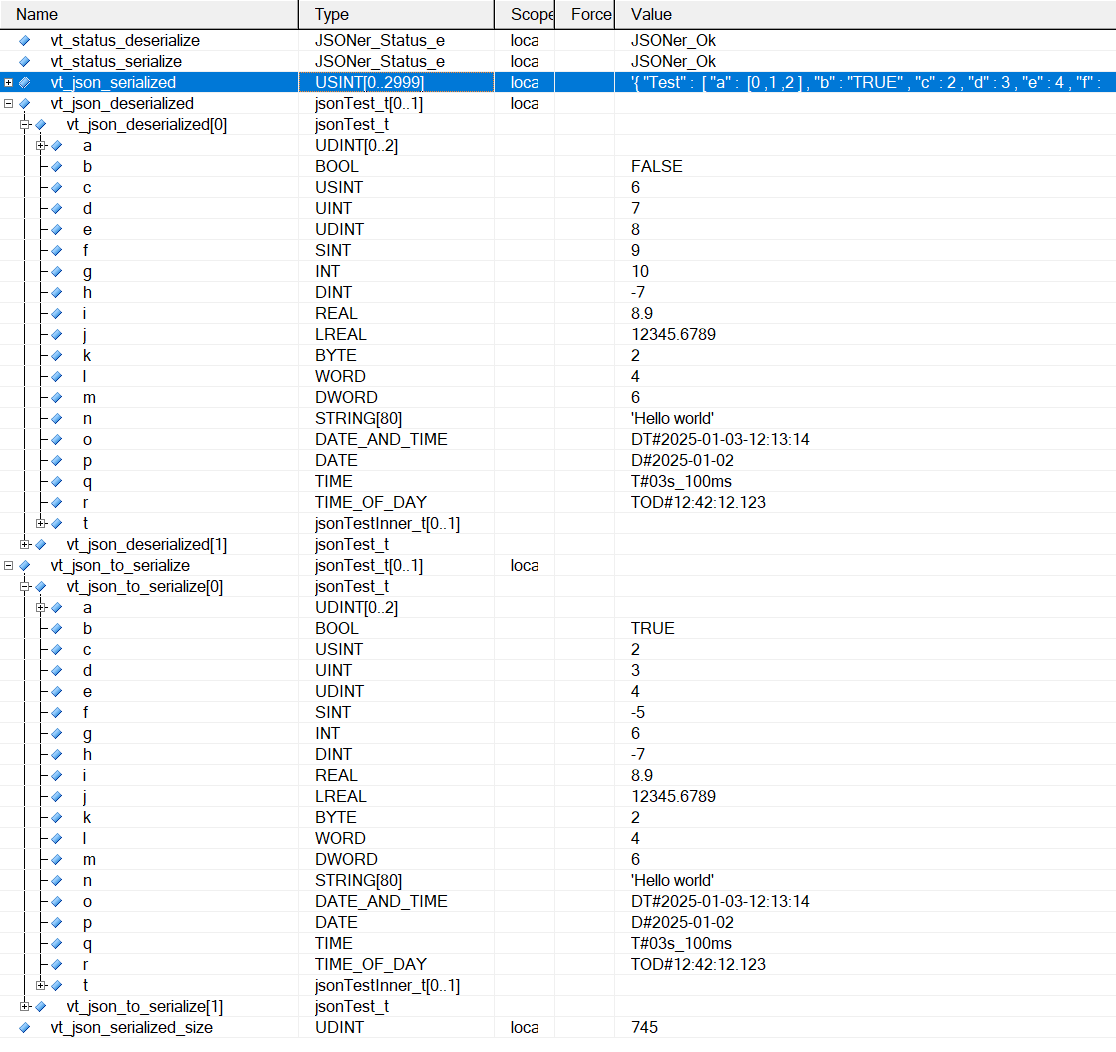 Name Type Scope Force Value
vt_status_deserialize JSONer_Status_e loca JSONer_Ok
vt_status_serialize JSONer_Status_e loca JSONer_Ok
vt_json_serialized USINT[0..2999] loca '{ "Test" : [ "a" : [0 ,1 ,2 ] , "b" : "TRUE" , "c" : 2 , "d" : 3 , "e" : 4 , "f" :
vt_json_deserialized jsonTest_t[0..1] loca
vt_json_deserialized[0] jsonTest_t
a UDINT[0..2]
b BOOL FALSE
c USINT 6
d UINT 7
e UDINT 8
f SINT 9
g INT 10
h DINT -7
i REAL 8.9
j LREAL 12345.6789
k BYTE 2
l WORD 4
m DWORD 6
n STRING[80] 'Hello world'
o DATE_AND_TIME DT#2025-01-03-12:13:14
p DATE D#2025-01-02
q TIME T#03s_100ms
r TIME_OF_DAY TOD#12:42:12.123
t jsonTestInner_t[0..1]
vt_json_deserialized[1] jsonTest_t
vt_json_to_serialize jsonTest_t[0..1] loca
vt_json_to_serialize[0] jsonTest_t
a UDINT[0..2]
b BOOL TRUE
c USINT 2
d UINT 3
e UDINT 4
f SINT -5
g INT 6
h DINT -7
i REAL 8.9
j LREAL 12345.6789
k BYTE 2
l WORD 4
m DWORD 6
n STRING[80] 'Hello world'
o DATE_AND_TIME DT#2025-01-03-12:13:14
p DATE D#2025-01-02
q TIME T#03s_100ms
r TIME_OF_DAY TOD#12:42:12.123
t jsonTestInner_t[0..1]
vt_json_to_serialize[1] jsonTest_t
vt_json_serialized_size UDINT loca 745